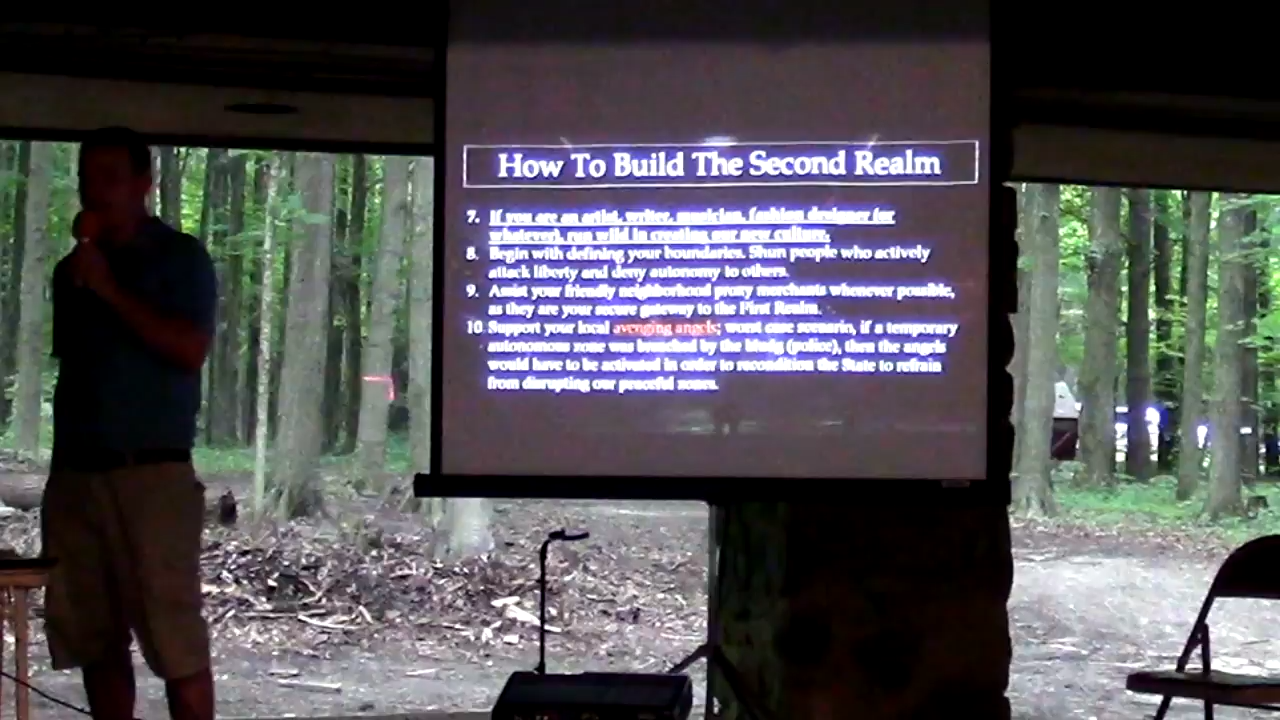 How To Build The Second Realm
7. If you are an artist, writer, musician, fashion designer (or
whatever), run wild in creating our new culture.
8. Begin with defining your boundaries. Shun people who actively
attack liberty and deny autonomy to others.
9. Assist your friendly neighborhood proxy merchants whenever possible,
as they are your secure gateway to the First Realm.
10. Support your local avenging angels; worst case scenario, if a temporary
autonomous zone was breached by the (police), then the angels
would have to be activated in order to recondition the State to refrain
from disrupting our peaceful zones.